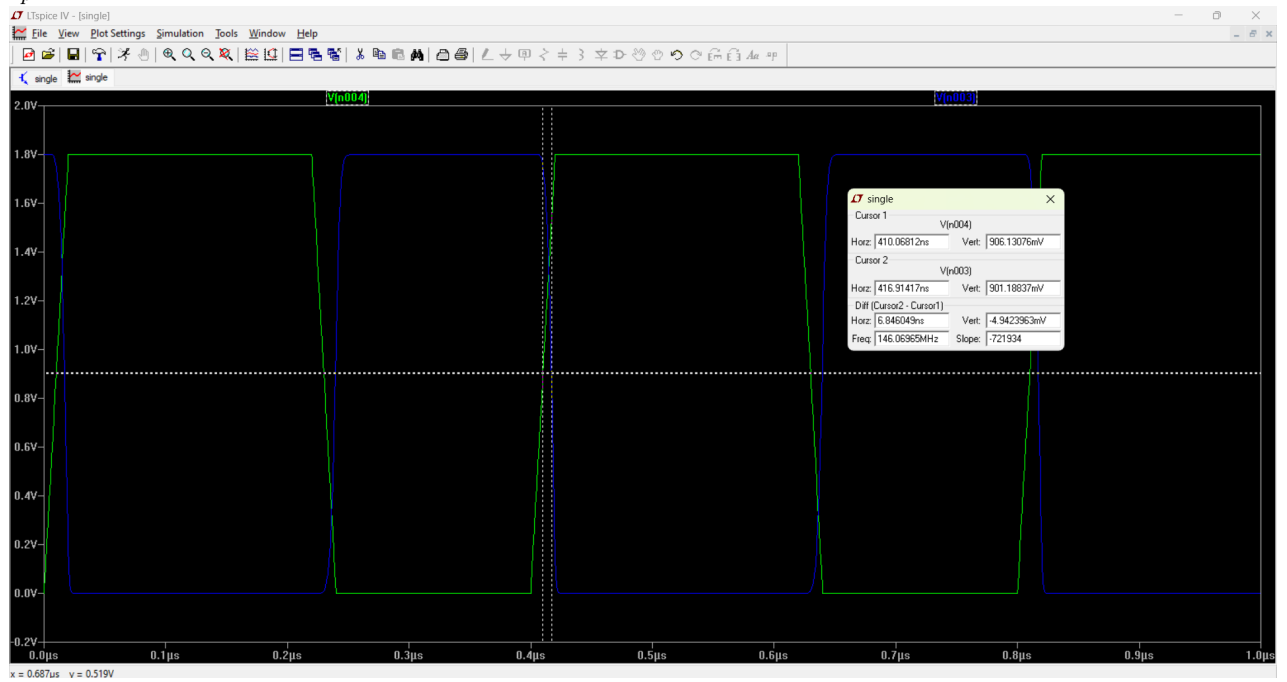 LTspice IV - [single]
File View Plot Settings Simulation Tools Window Help
single single
V(n004) V(n003)
2.0V
1.8V
1.6V
1.4V
1.2V
1.0V
0.8V
0.6V
0.4V
0.2V
0.0V
-0.2V
0.0µs 0.1µs 0.2µs 0.3µs 0.4µs 0.5µs 0.6µs 0.7µs 0.8µs 0.9µs 1.0µs
single
Cursor 1
V(n004)
Horz: 410.06812ns Vert: 906.13076mV
Cursor 2
V(n003)
Horz: 416.91417ns Vert: 901.18837mV
Diff (Cursor2 - Cursor1)
Horz: 6.846049ns Vert: -4.9423963mV
Freq: 146.06965MHz Slope: -721934
x = 0.687µs y = 0.519V